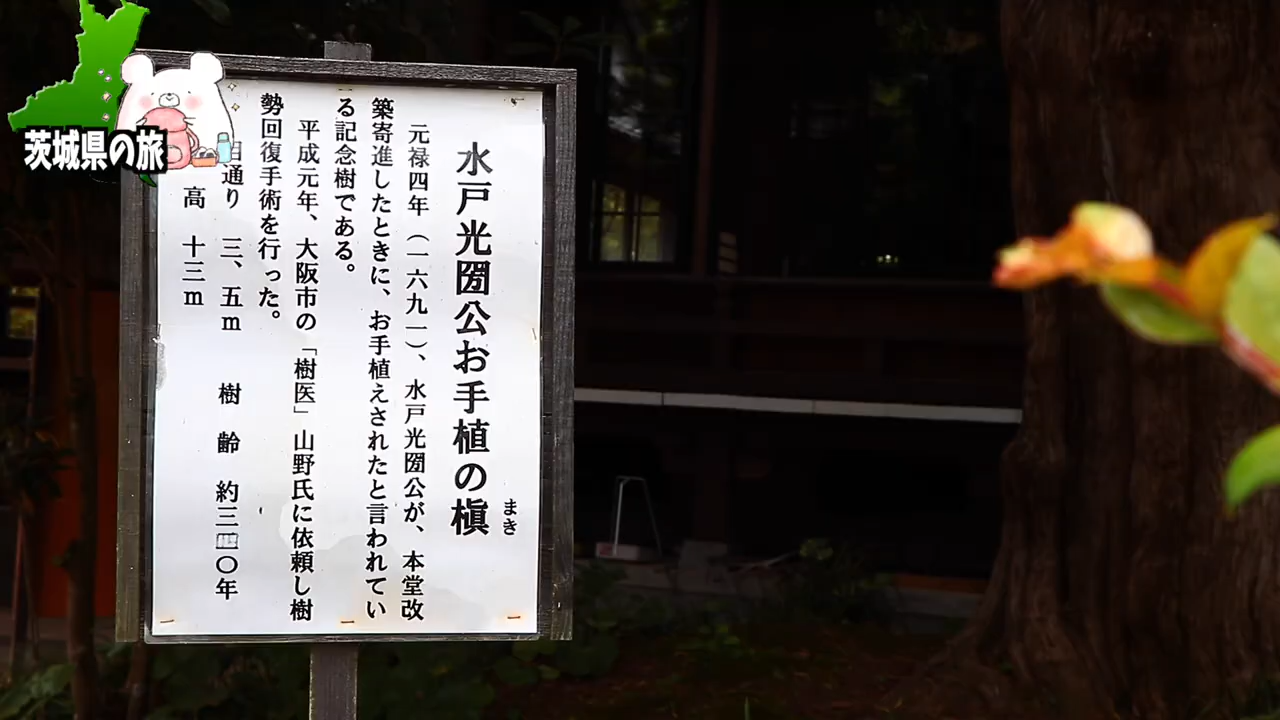 茨城県の旅
水戸光圀公お手植の槇
まき
元禄四年（一六九一）、水戸光圀公が、本堂改
築寄進したときに、お手植えされたと言われてい
る記念樹である。
平成元年、大阪市の「樹医」山野氏に依頼し樹
勢回復手術を行った。
目通り 三、五m 樹齢 約三四〇年
高 十三m